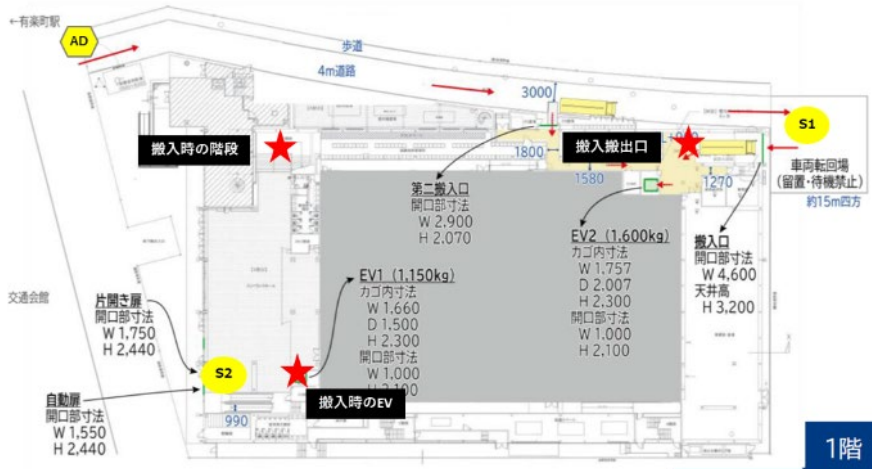 ←有楽町駅
AD
歩道
4m道路
3000
搬入時の階段
搬入搬出口
S1
1800
1580
1270
車両転回場
(留置・待機禁止)
約15m四方
第二搬入口
開口部寸法
W 2,900
H 2,070
EV2 (1,600kg)
カゴ内寸法
W 1,757
D 2,007
H 2,300
開口部寸法
W 1,000
H 2,100
搬入口
開口部寸法
W 4,600
天井高
H 3,200
EV1 (1,150kg)
カゴ内寸法
W 1,660
D 1,500
H 2,300
開口部寸法
W 1,000
H 2,100
搬入時のEV
交通会館
片開き扉
開口部寸法
W 1,750
H 2,440
S2
自動扉
開口部寸法
W 1,550
H 2,440
990
1階